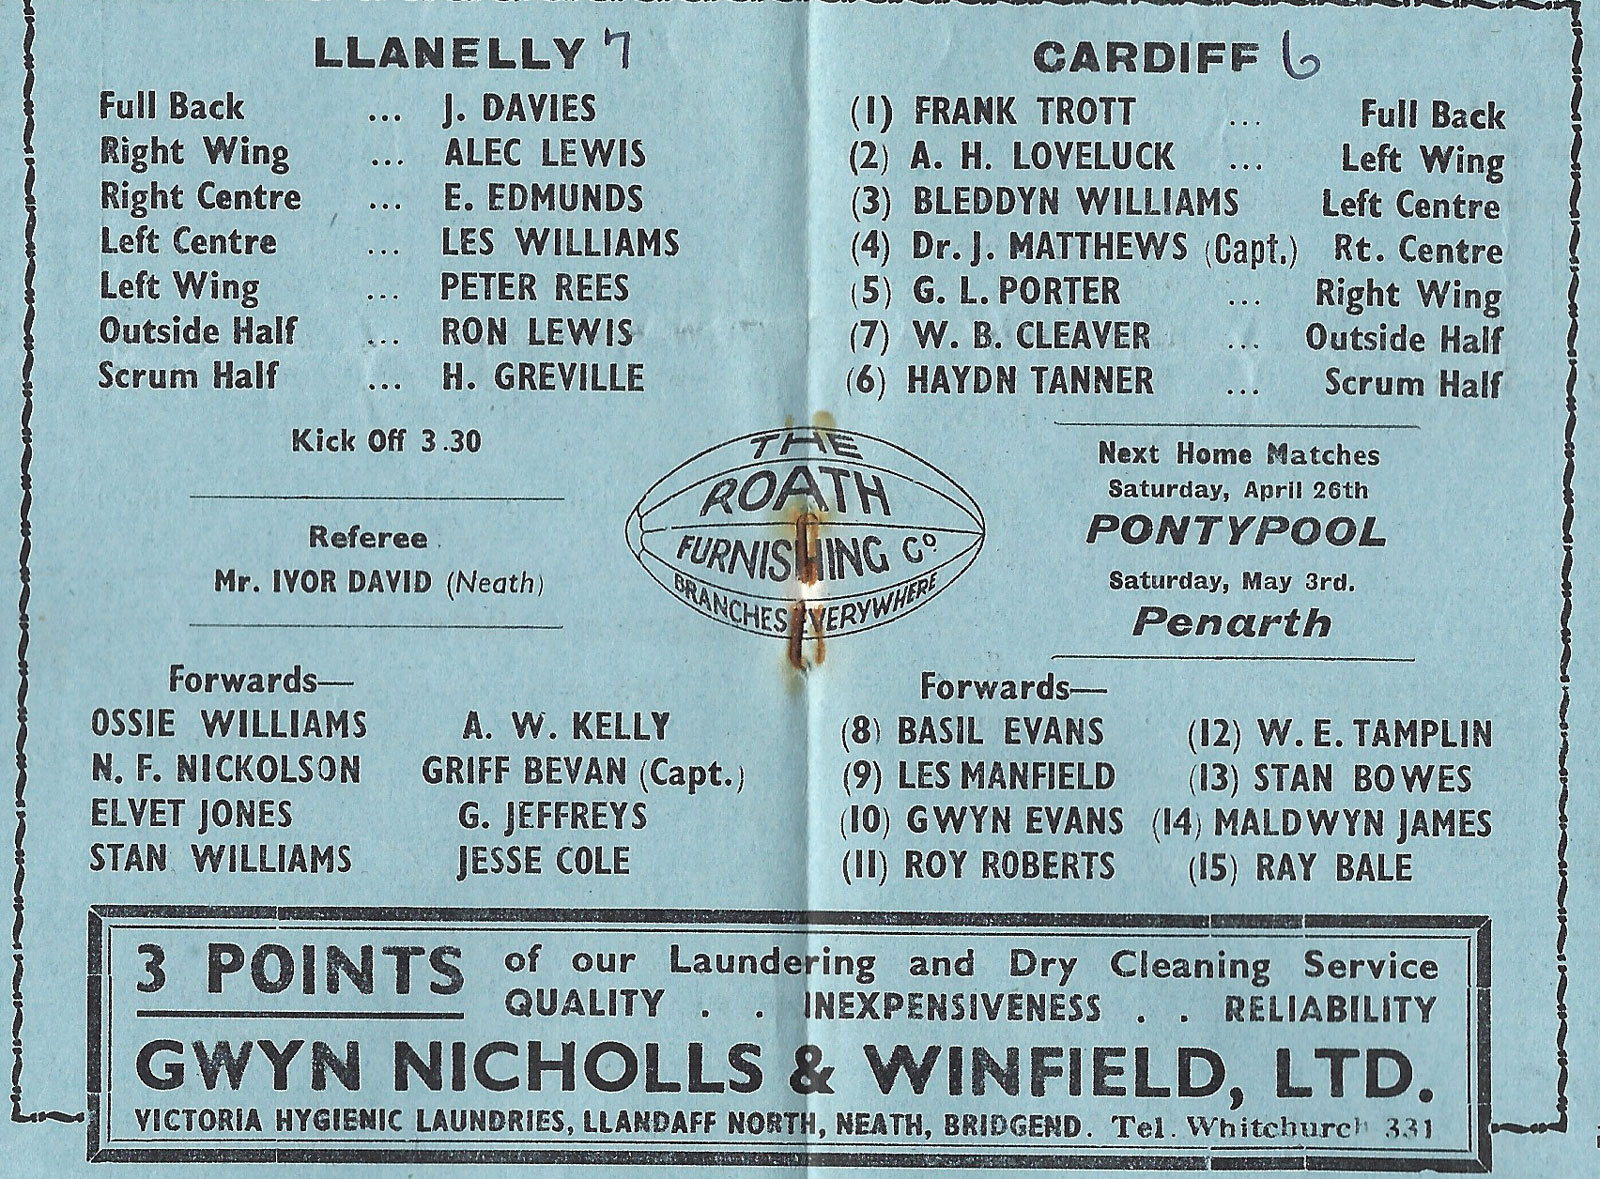 LLANELLY 7
Full Back ... J. DAVIES
Right Wing ... ALEC LEWIS
Right Centre ... E. EDMUNDS
Left Centre ... LES WILLIAMS
Left Wing ... PETER REES
Outside Half ... RON LEWIS
Scrum Half ... H. GREVILLE
Kick Off 3.30
Referee
Mr. IVOR DAVID (Neath)
Forwards—
OSSIE WILLIAMS A. W. KELLY
N. F. NICKOLSON GRIFF BEVAN (Capt.)
ELVET JONES G. JEFFREYS
STAN WILLIAMS JESSE COLE
THE
ROATH
FURNISHING Co
BRANCHES EVERYWHERE
CARDIFF 6
(1) FRANK TROTT ... Full Back
(2) A. H. LOVELUCK ... Left Wing
(3) BLEDDYN WILLIAMS Left Centre
(4) Dr. J. MATTHEWS (Capt.) Rt. Centre
(5) G. L. PORTER ... Right Wing
(7) W. B. CLEAVER ... Outside Half
(6) HAYDN TANNER ... Scrum Half
Next Home Matches
Saturday, April 26th
PONTYPOOL
Saturday, May 3rd.
Penarth
Forwards—
(8) BASIL EVANS (12) W. E. TAMPLIN
(9) LES MANFIELD (13) STAN BOWES
(10) GWYN EVANS (14) MALDWYN JAMES
(11) ROY ROBERTS (15) RAY BALE
3 POINTS of our Laundering and Dry Cleaning Service
QUALITY . . INEXPENSIVENESS . . RELIABILITY
GWYN NICHOLLS & WINFIELD, LTD.
VICTORIA HYGIENIC LAUNDRIES, LLANDAFF NORTH, NEATH, BRIDGEND. Tel. Whitchurch 331